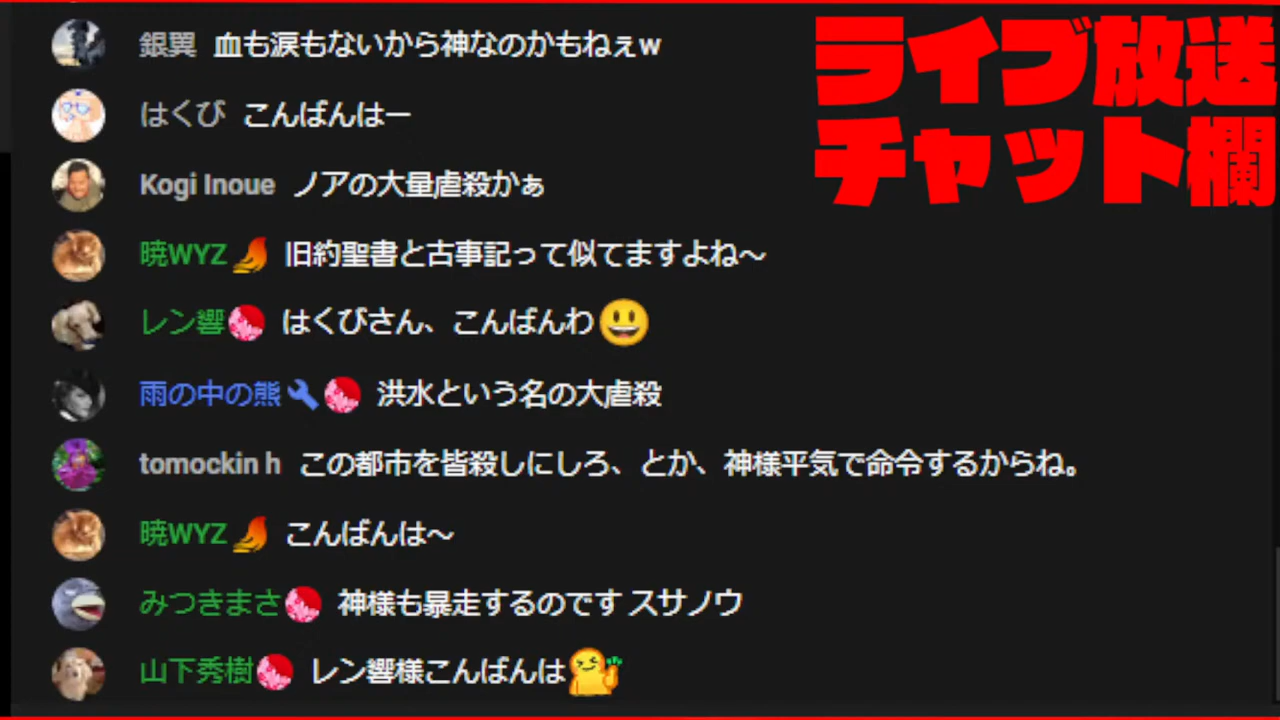 ライブ放送
チャット欄
銀翼 血も涙もないから神なのかもねぇw
はくび こんばんはー
Kogi Inoue ノアの大量虐殺かぁ
暁WYZ 旧約聖書と古事記って似てますよね〜
レン響 はくびさん、こんばんわ😃
雨の中の熊 洪水という名の大虐殺
tomockin h この都市を皆殺しにしろ、とか、神様平気で命令するからね。
暁WYZ こんばんは〜
みつきまさ 神様も暴走するのです スサノウ
山下秀樹 レン響様こんばんは